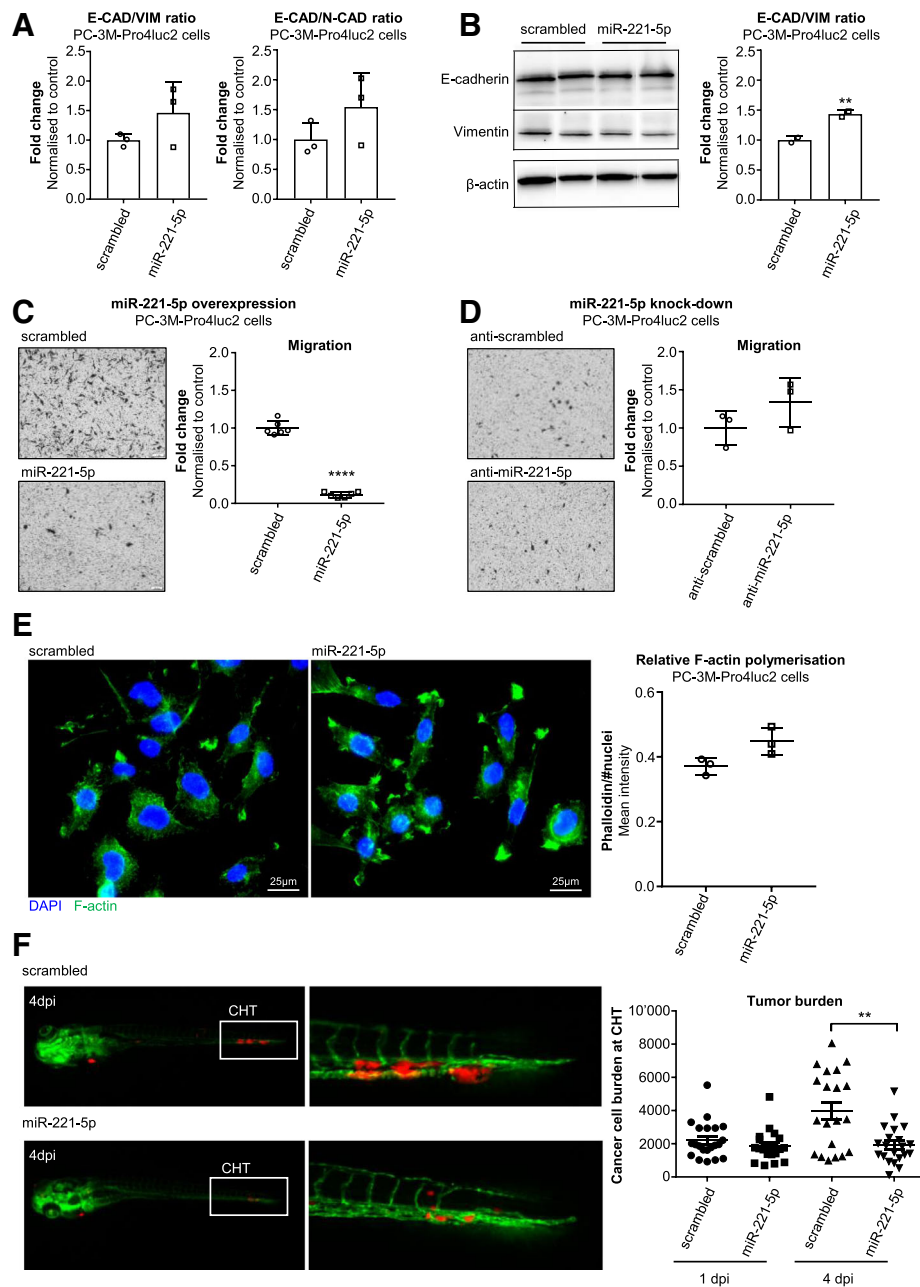 A
E-CAD/VIM ratio
PC-3M-Pro4luc2 cells
Fold change
Normalised to control
2.5
2.0
1.5
1.0
0.5
0.0
scrambled
miR-221-5p
E-CAD/N-CAD ratio
PC-3M-Pro4luc2 cells
Fold change
Normalised to control
2.5
2.0
1.5
1.0
0.5
0.0
scrambled
miR-221-5p
B
scrambled
miR-221-5p
E-cadherin
Vimentin
β-actin
E-CAD/VIM ratio
PC-3M-Pro4luc2 cells
Fold change
Normalised to control
2.0
1.5
1.0
0.5
0.0
**
scrambled
miR-221-5p
C
miR-221-5p overexpression
PC-3M-Pro4luc2 cells
scrambled
miR-221-5p
Migration
Fold change
Normalised to control
2.0
1.5
1.0
0.5
0.0
****
scrambled
miR-221-5p
D
miR-221-5p knock-down
PC-3M-Pro4luc2 cells
anti-scrambled
anti-miR-221-5p
Migration
Fold change
Normalised to control
2.0
1.5
1.0
0.5
0.0
anti-scrambled
anti-miR-221-5p
E
scrambled
miR-221-5p
25µm
25µm
DAPI F-actin
Relative F-actin polymerisation
PC-3M-Pro4luc2 cells
Phalloidin/#nuclei
Mean intensity
0.6
0.4
0.2
0.0
scrambled
miR-221-5p
F
scrambled
4dpi
CHT
miR-221-5p
4dpi
CHT
Tumor burden
Cancer cell burden at CHT
10'000
8000
6000
4000
2000
0
**
scrambled
miR-221-5p
scrambled
miR-221-5p
1 dpi
4 dpi